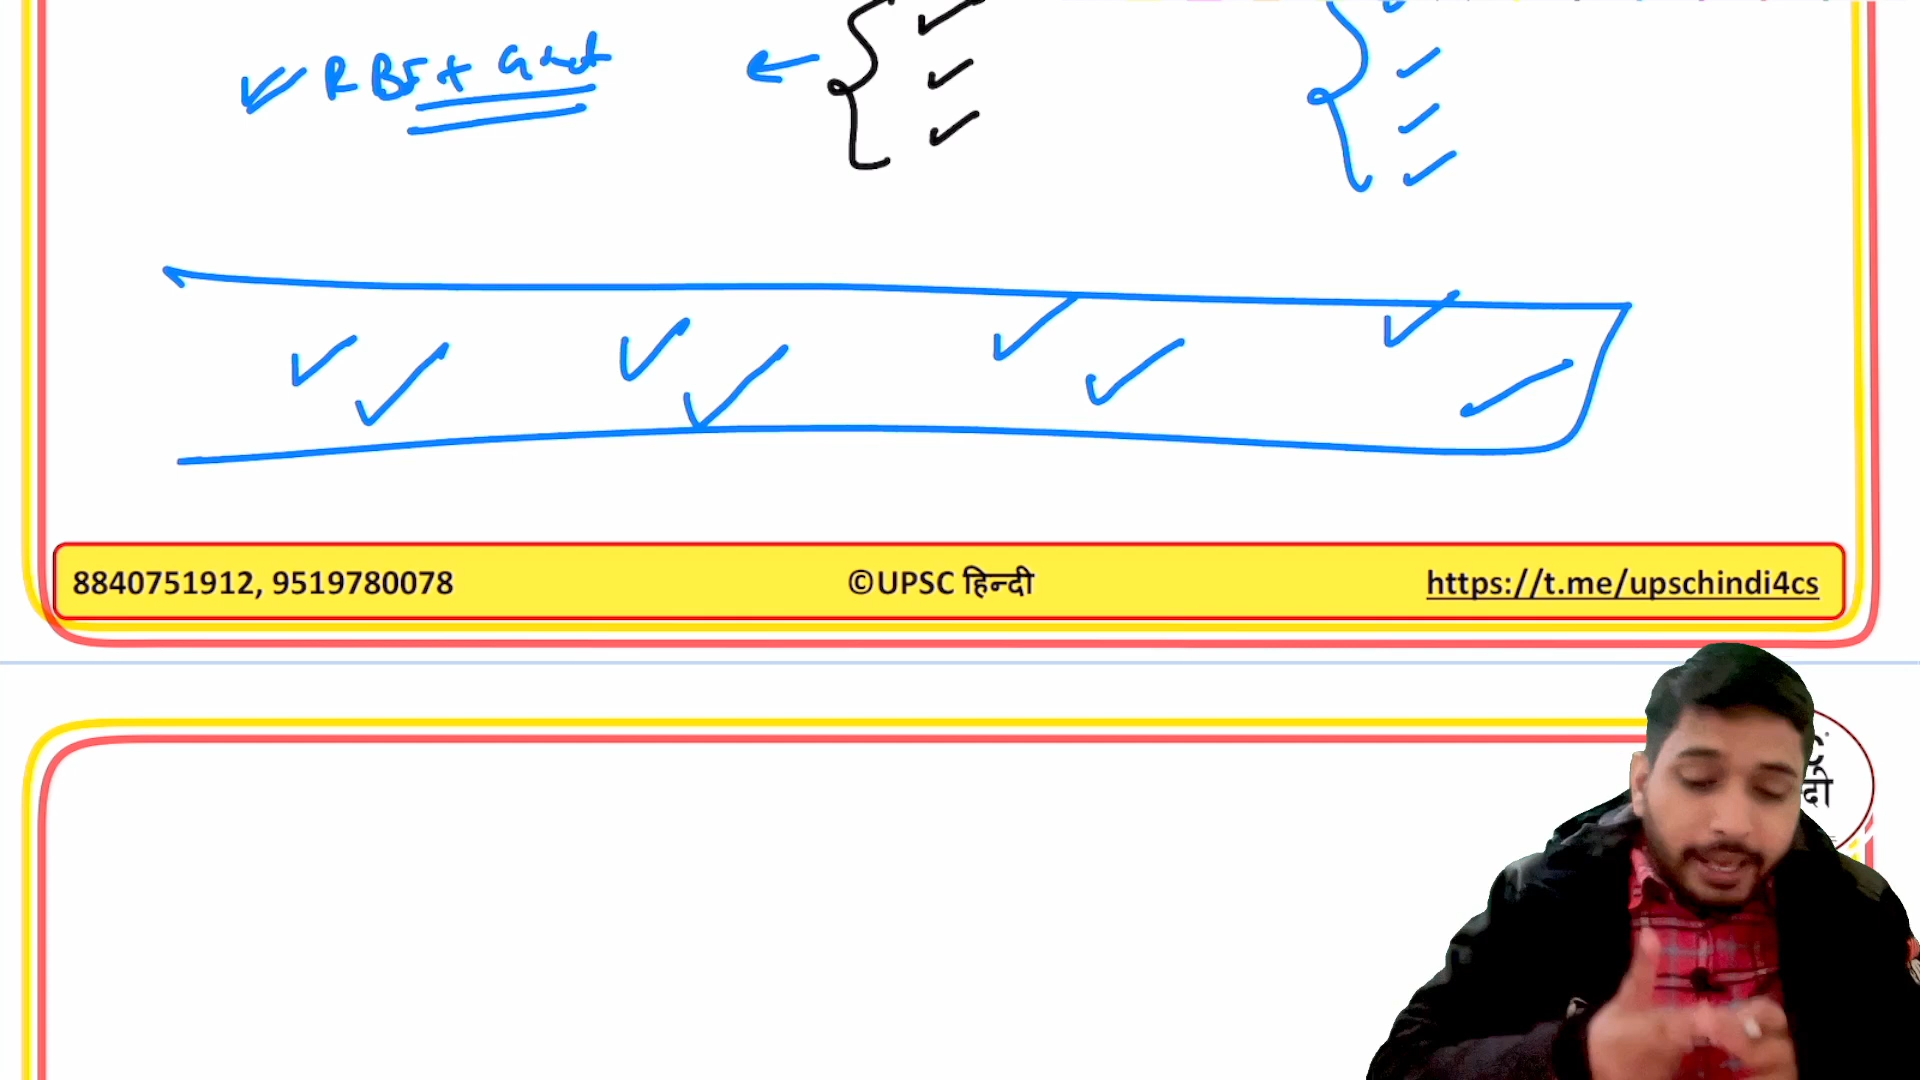 RBI + Govt
8840751912, 9519780078
©UPSC हिन्दी
https://t.me/upschindi4cs